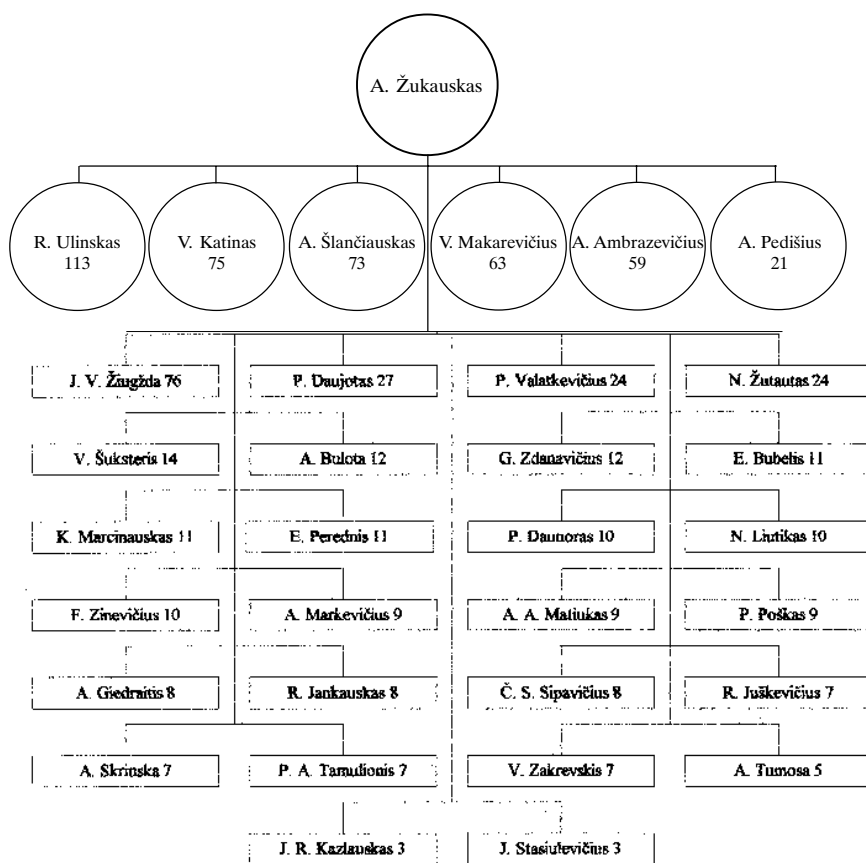 A. Žukauskas
R. Ulinskas
113
V. Katinas
75
A. Šlančiauskas
73
V. Makarevičius
63
A. Ambrazevičius
59
A. Pedišius
21
J. V. Žiugžda 76
P. Daujotas 27
P. Valatkevičius 24
N. Žutautas 24
V. Šuksteris 14
A. Bulota 12
G. Zdanavičius 12
E. Bubelis 11
K. Marcinauskas 11
E. Perednis 11
P. Daunoras 10
N. Liutikas 10
F. Zinevičius 10
A. Markevičius 9
A. A. Matiukas 9
P. Poškas 9
A. Giedraitis 8
R. Jankauskas 8
Č. S. Sipavičius 8
R. Juškevičius 7
A. Skrinska 7
P. A. Tamulionis 7
V. Zakrevskis 7
A. Tumosa 5
J. R. Kazlauskas 3
J. Stasiulevičius 3